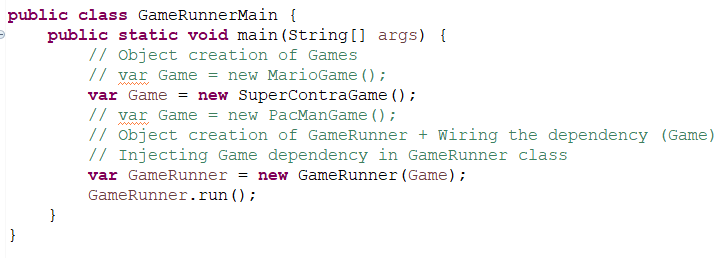 public class GameRunnerMain {
    public static void main(String[] args) {
        // Object creation of Games
        // var Game = new MarioGame();
        var Game = new SuperContraGame();
        // var Game = new PacManGame();
        // Object creation of GameRunner + Wiring the dependency (Game)
        // Injecting Game dependency in GameRunner class
        var GameRunner = new GameRunner(Game);
        GameRunner.run();
    }
}